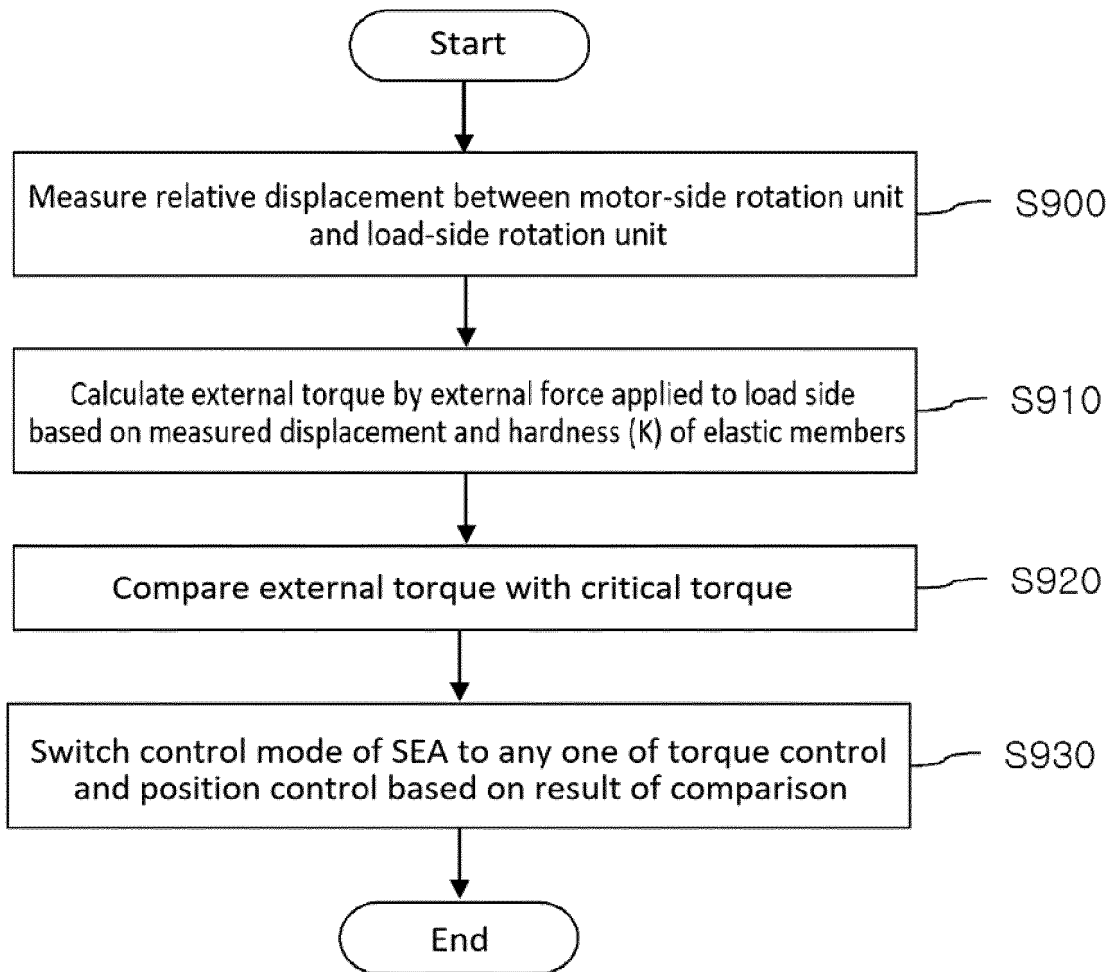 Start
Measure relative displacement between motor-side rotation unit
and load-side rotation unit
S900
Calculate external torque by external force applied to load side
based on measured displacement and hardness (K) of elastic members
S910
Compare external torque with critical torque
S920
Switch control mode of SEA to any one of torque control
and position control based on result of comparison
S930
End